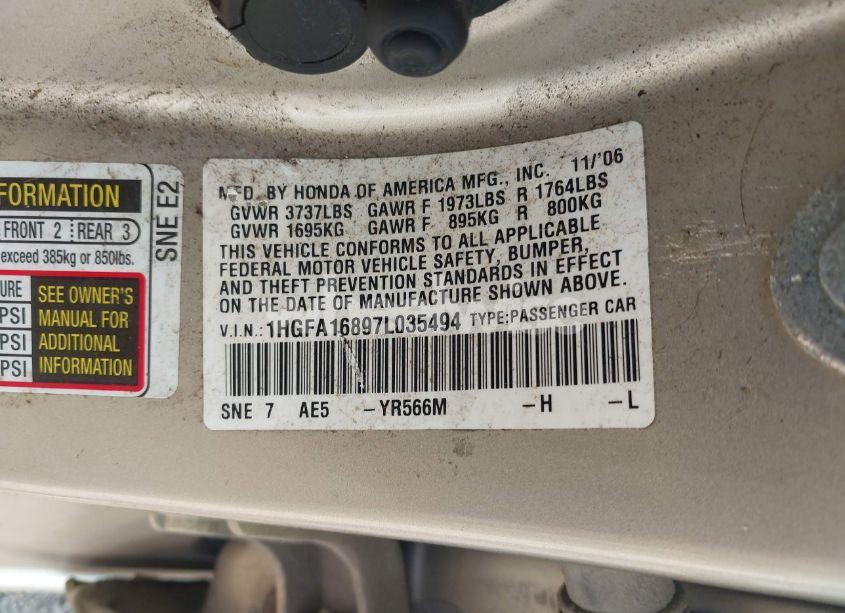 FORMATION
FRONT 2 REAR 3
exceed 385kg or 850lbs.
URE
PSI
PSI
PSI
SEE OWNER'S
MANUAL FOR
ADDITIONAL
INFORMATION
SNE E2
MFD. BY HONDA OF AMERICA MFG., INC. 11/'06
GVWR 3737LBS GAWR F 1973LBS R 1764LBS
GVWR 1695KG GAWR F 895KG R 800KG
THIS VEHICLE CONFORMS TO ALL APPLICABLE
FEDERAL MOTOR VEHICLE SAFETY, BUMPER,
AND THEFT PREVENTION STANDARDS IN EFFECT
ON THE DATE OF MANUFACTURE SHOWN ABOVE.
V.I.N.: 1HGFA16897L035494 TYPE:PASSENGER CAR
SNE 7 AE5 -YR566M -H -L